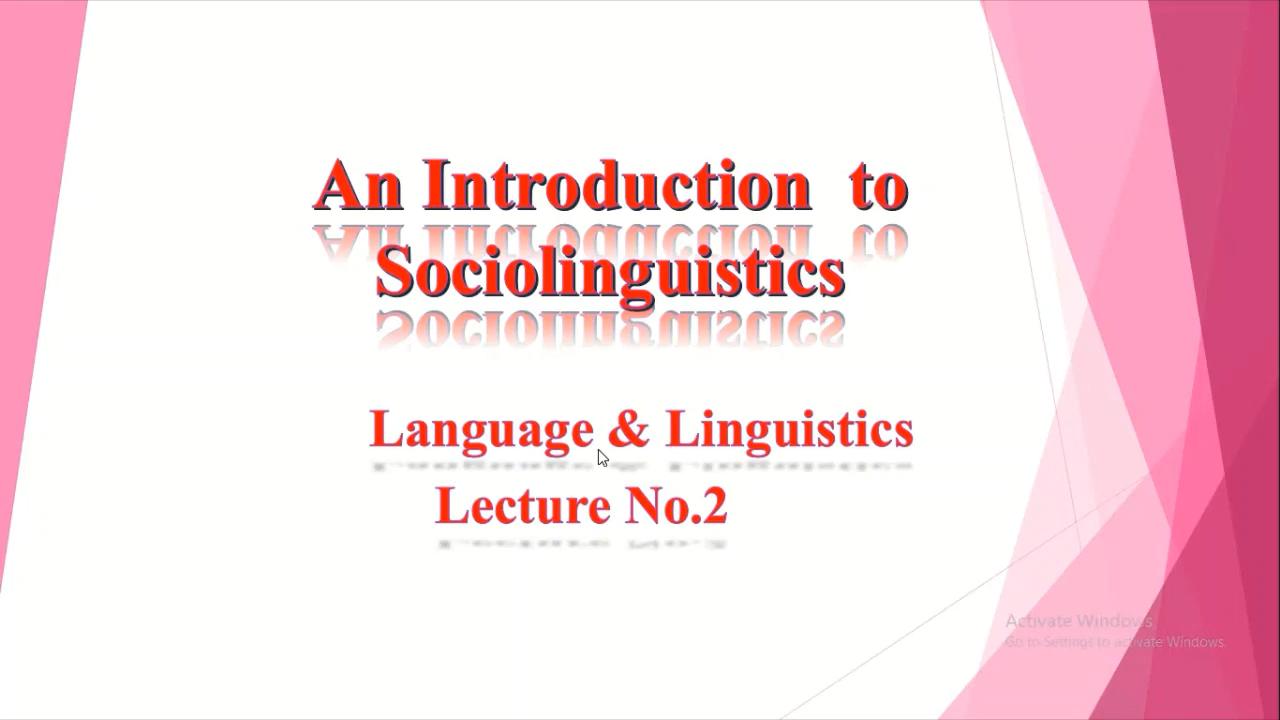 An Introduction to
Sociolinguistics
Language & Linguistics
Lecture No.2
Activate Windows
Go to Settings to activate Windows.